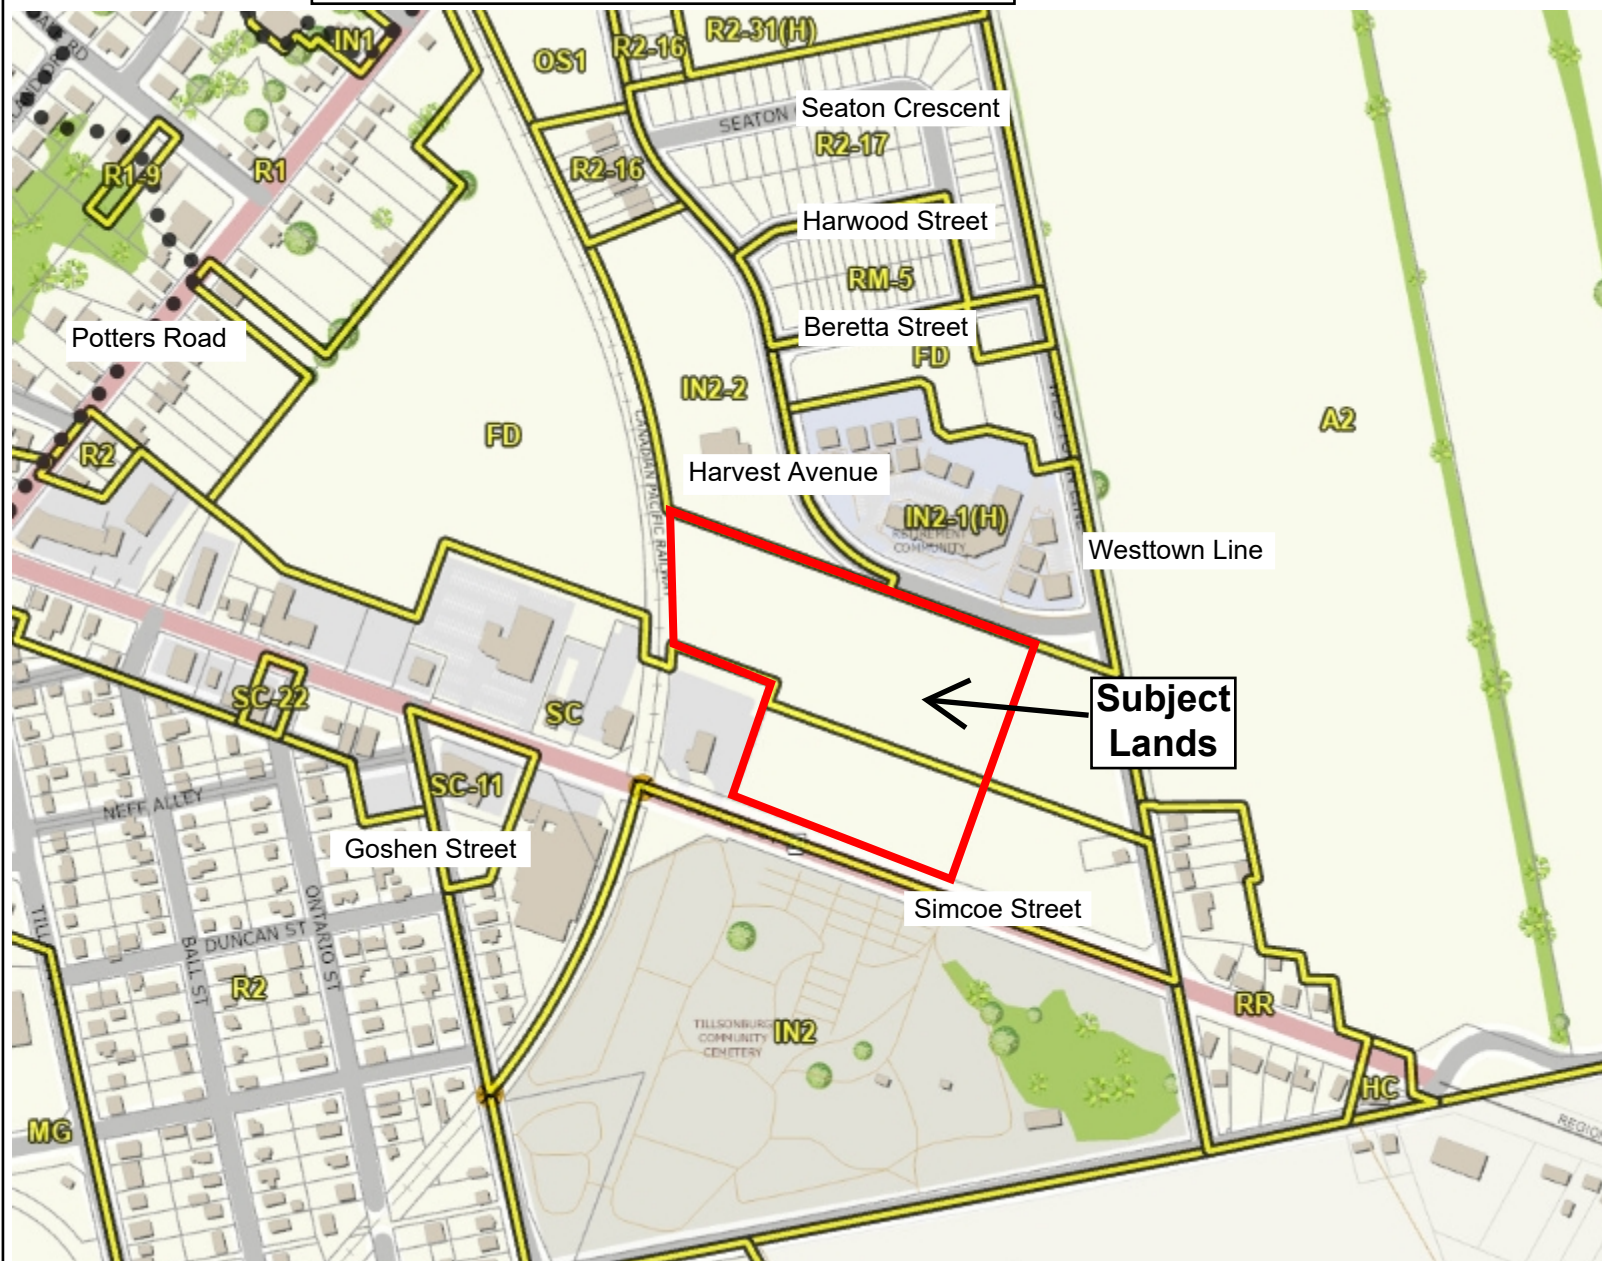 IN1
OS1
R2-16
R2-31(H)
Seaton Crescent
SEATON
R2-17
R1-9
R1
R2-16
Harwood Street
RM-5
Potters Road
Beretta Street
FD
IN2-2
A2
FD
R2
CANADIAN PACIFIC RAILWAY
Harvest Avenue
IN2-1(H)
RETIREMENT
COMMUNITY
Westtown Line
SC-22
SC
Subject
Lands
SC-11
NEFF ALLEY
Goshen Street
Simcoe Street
ONTARIO ST
DUNCAN ST
BALL ST
R2
TILLSONBURG
COMMUNITY
CEMETERY
IN2
RR
HC
MG